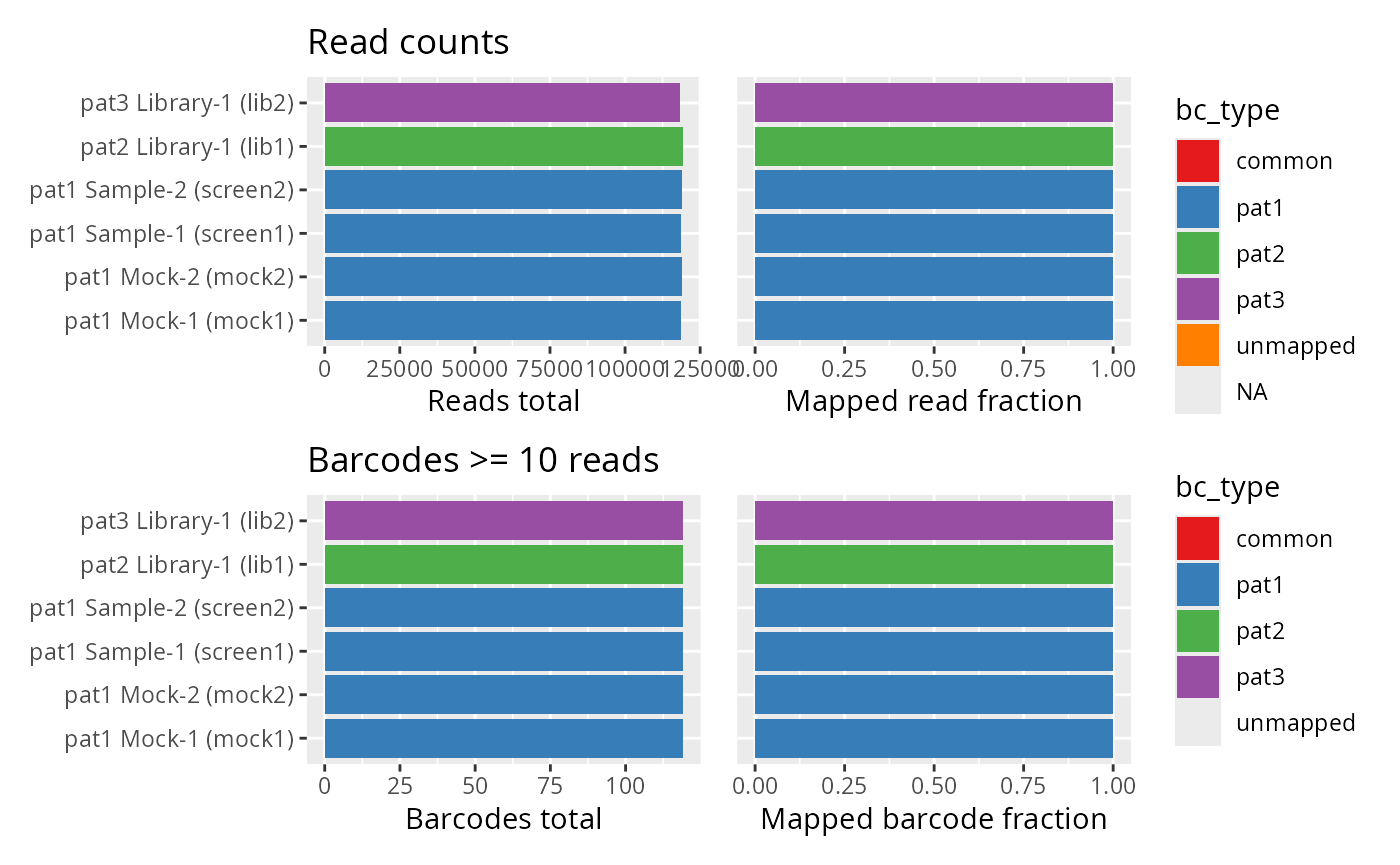 Read counts
pat3 Library-1 (lib2)
pat2 Library-1 (lib1)
pat1 Sample-2 (screen2)
pat1 Sample-1 (screen1)
pat1 Mock-2 (mock2)
pat1 Mock-1 (mock1)
0 25000 50000 75000 100000 125000
Reads total
0.00 0.25 0.50 0.75 1.00
Mapped read fraction
bc_type
common
pat1
pat2
pat3
unmapped
NA
Barcodes >= 10 reads
pat3 Library-1 (lib2)
pat2 Library-1 (lib1)
pat1 Sample-2 (screen2)
pat1 Sample-1 (screen1)
pat1 Mock-2 (mock2)
pat1 Mock-1 (mock1)
0 25 50 75 100
Barcodes total
0.00 0.25 0.50 0.75 1.00
Mapped barcode fraction
bc_type
common
pat1
pat2
pat3
unmapped